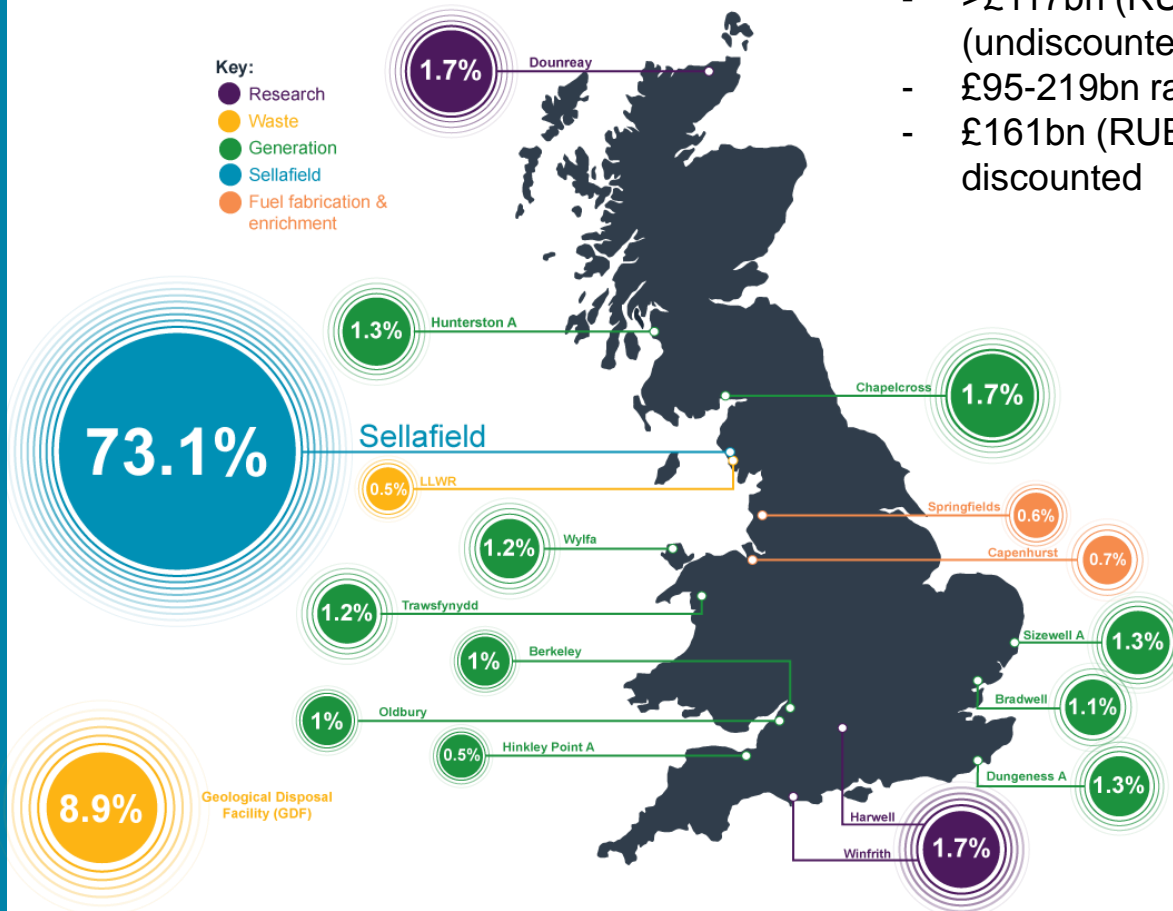 - >£117bn (RU
(undiscounte
- £95-219bn ra
- £161bn (RUE
discounted
Key:
Research
Waste
Generation
Sellafield
Fuel fabrication &
enrichment
1.7%
Dounreay
1.3%
Hunterston A
Chapelcross
1.7%
73.1%
Sellafield
0.5%
LLWR
Springfields
0.6%
1.2%
Wylfa
Capenhurst
0.7%
1.2%
Trawsfynydd
Sizewell A
1.3%
1%
Berkeley
Bradwell
1.1%
1%
Oldbury
0.5%
Hinkley Point A
Dungeness A
1.3%
8.9%
Geological Disposal
Facility (GDF)
Harwell
Winfrith
1.7%